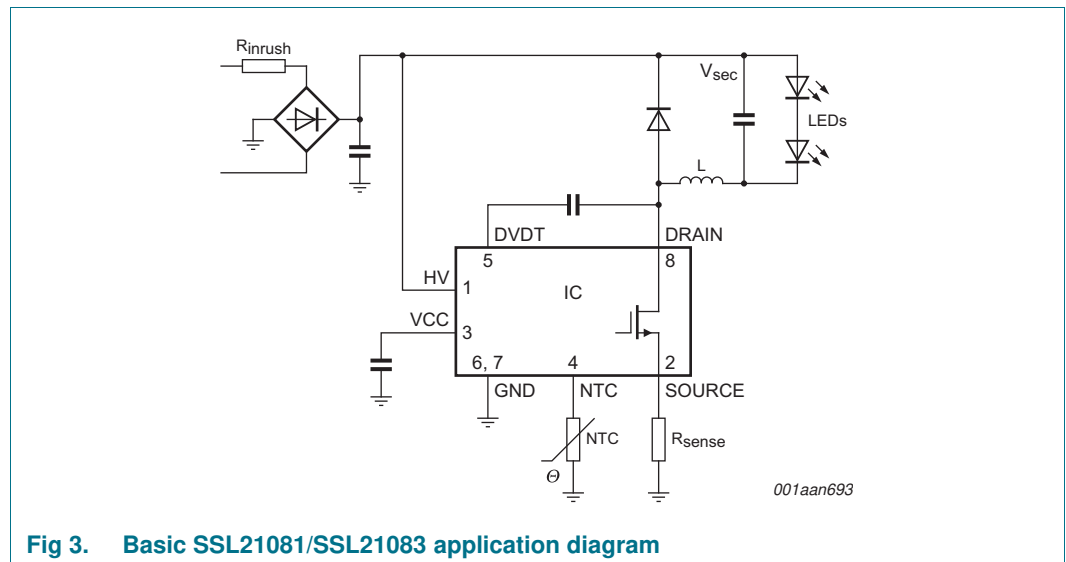 Rinrush
Vsec
LEDs
L
DVDT
DRAIN
5
8
HV
1
IC
VCC
3
6, 7
4
2
GND
NTC
SOURCE
NTC
Rsense
Θ
001aan693
Fig 3. Basic SSL21081/SSL21083 application diagram